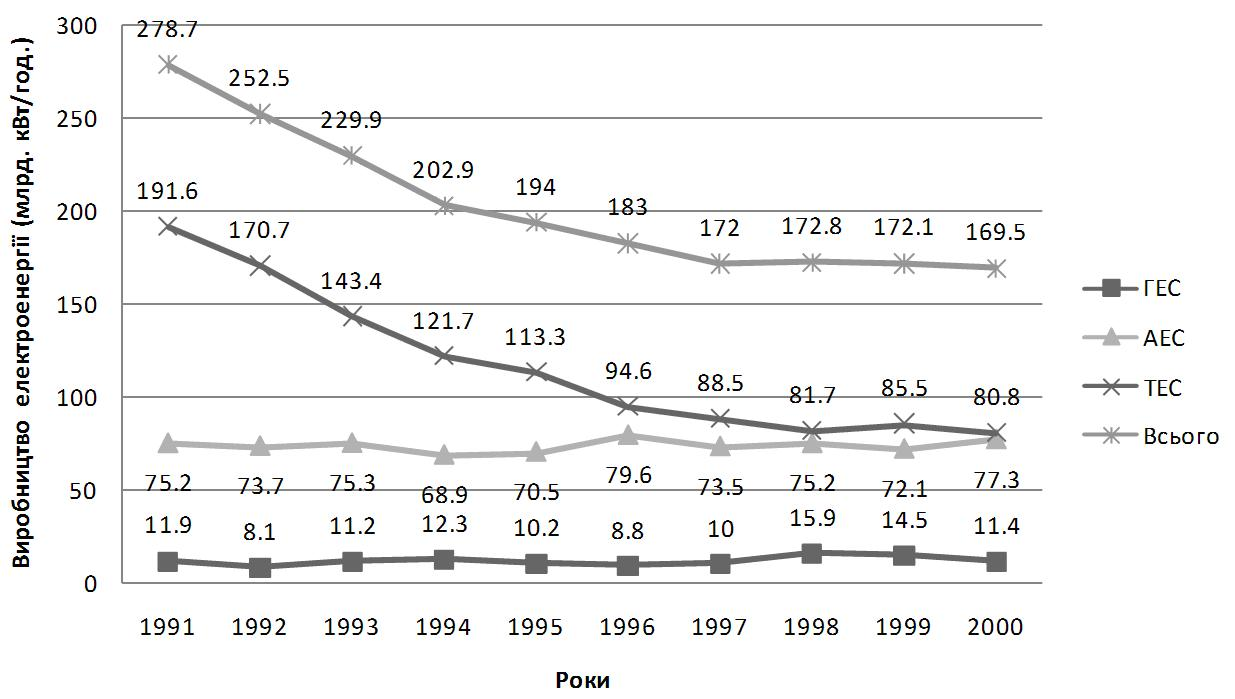 Виробництво електроенергії (млрд. кВт/год.)
300
250
200
150
100
50
0
278.7 252.5 229.9 202.9 194 183 172 172.8 172.1 169.5
191.6 170.7 143.4 121.7 113.3 94.6 88.5 81.7 85.5 80.8
75.2 73.7 75.3 68.9 70.5 79.6 73.5 75.2 72.1 77.3
11.9 8.1 11.2 12.3 10.2 8.8 10 15.9 14.5 11.4
1991 1992 1993 1994 1995 1996 1997 1998 1999 2000
Роки
ГЕС
АЕС
ТЕС
Всього